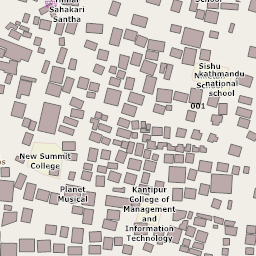 Sahakari
Santha
School
Sishu
kathmandu
national
school
001
New Summit
College
Planet
Musical
Kantipur
College of
Management
and
Information
Technology